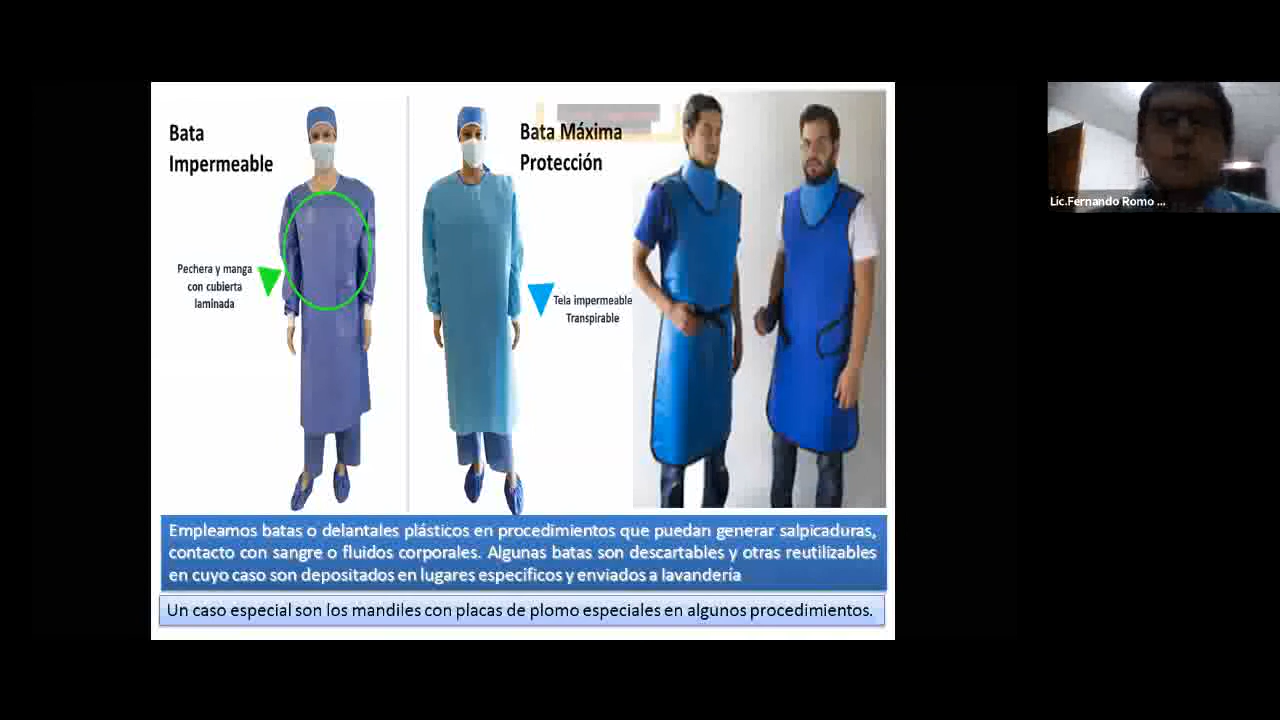 Bata
Impermeable
Pechera y manga
con cubierta
laminada
Bata Máxima
Protección
Tela impermeable
Transpirable
Empleamos batas o delantales plásticos en procedimientos que puedan generar salpicaduras,
contacto con sangre o fluidos corporales. Algunas batas son descartables y otras reutilizables
en cuyo caso son depositados en lugares especificos y enviados a lavandería
Un caso especial son los mandiles con placas de plomo especiales en algunos procedimientos.
Lic.Fernando Romo ...